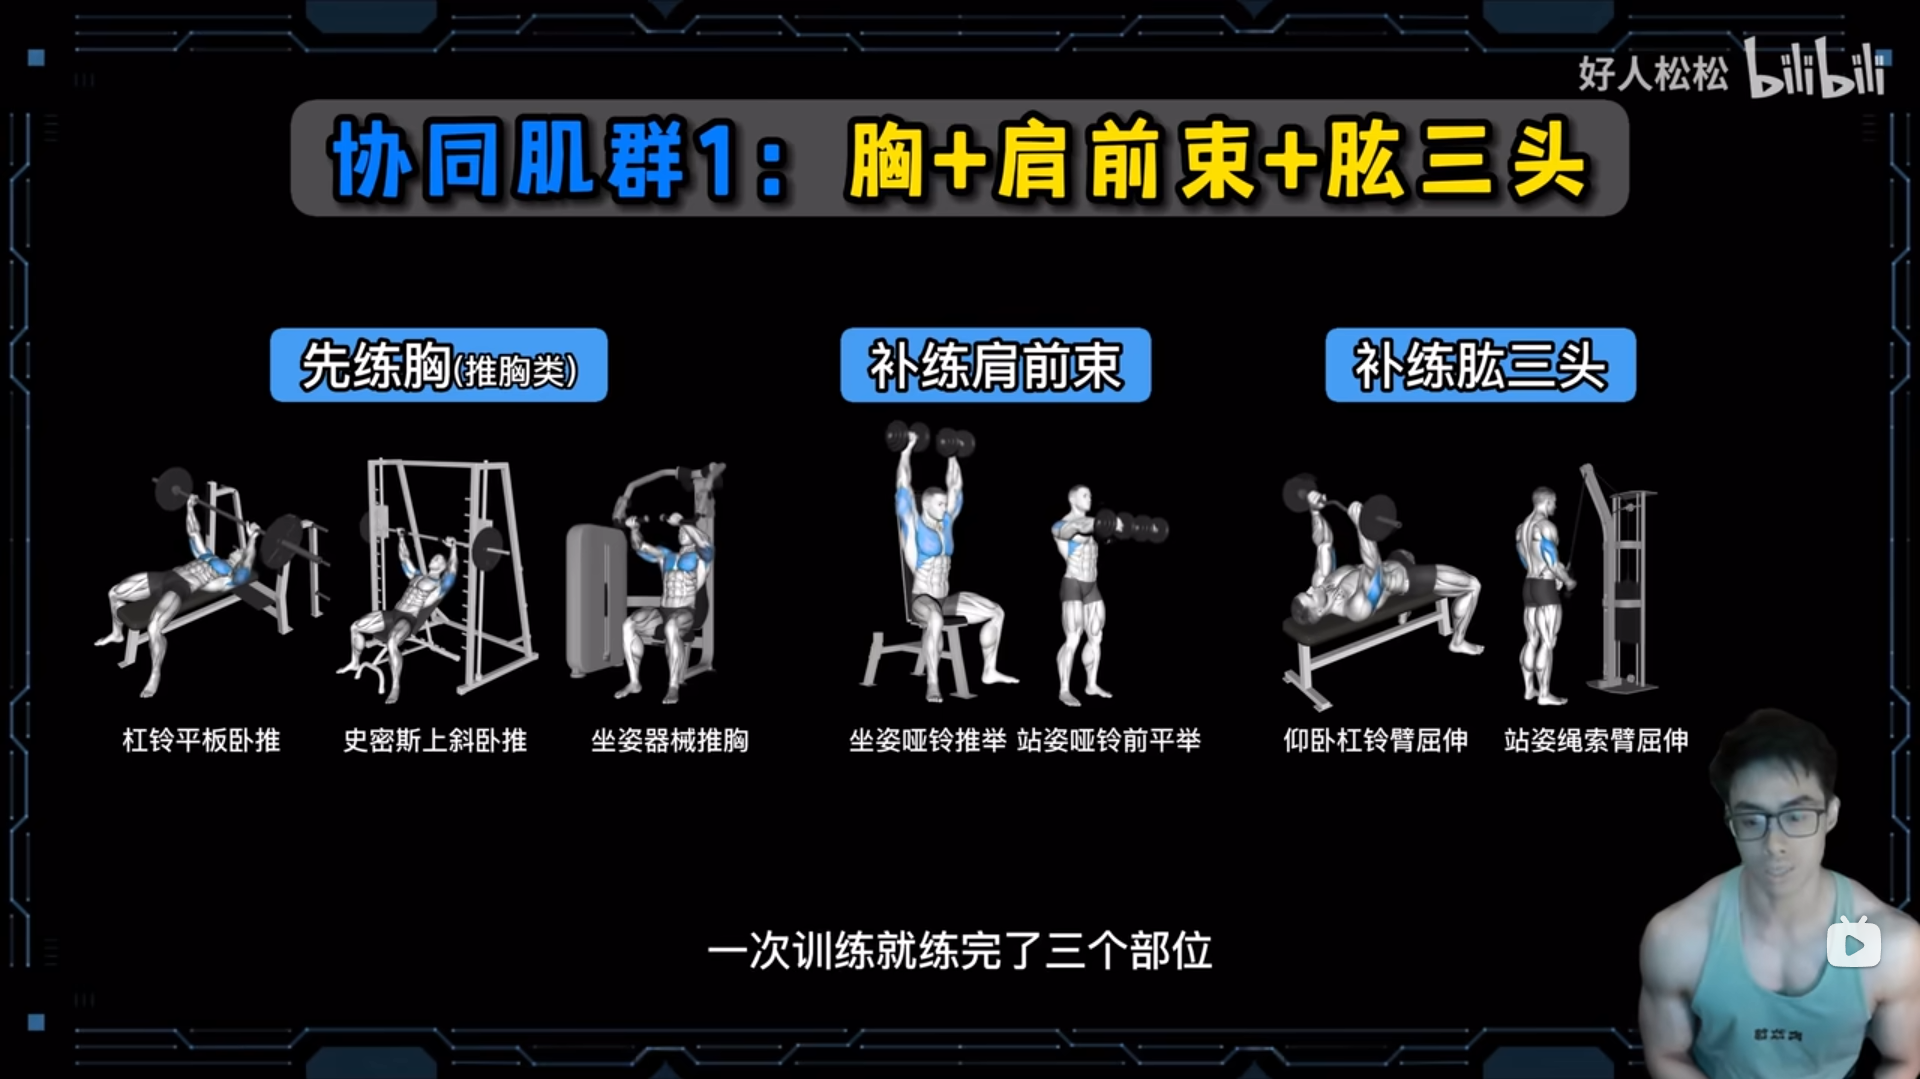 好人松松 bilibili
协同肌群1：胸+肩前束+肱三头
先练胸(推胸类)
补练肩前束
补练肱三头
杠铃平板卧推
史密斯上斜卧推
坐姿器械推胸
坐姿哑铃推举
站姿哑铃前平举
仰卧杠铃臂屈伸
站姿绳索臂屈伸
一次训练就练完了三个部位